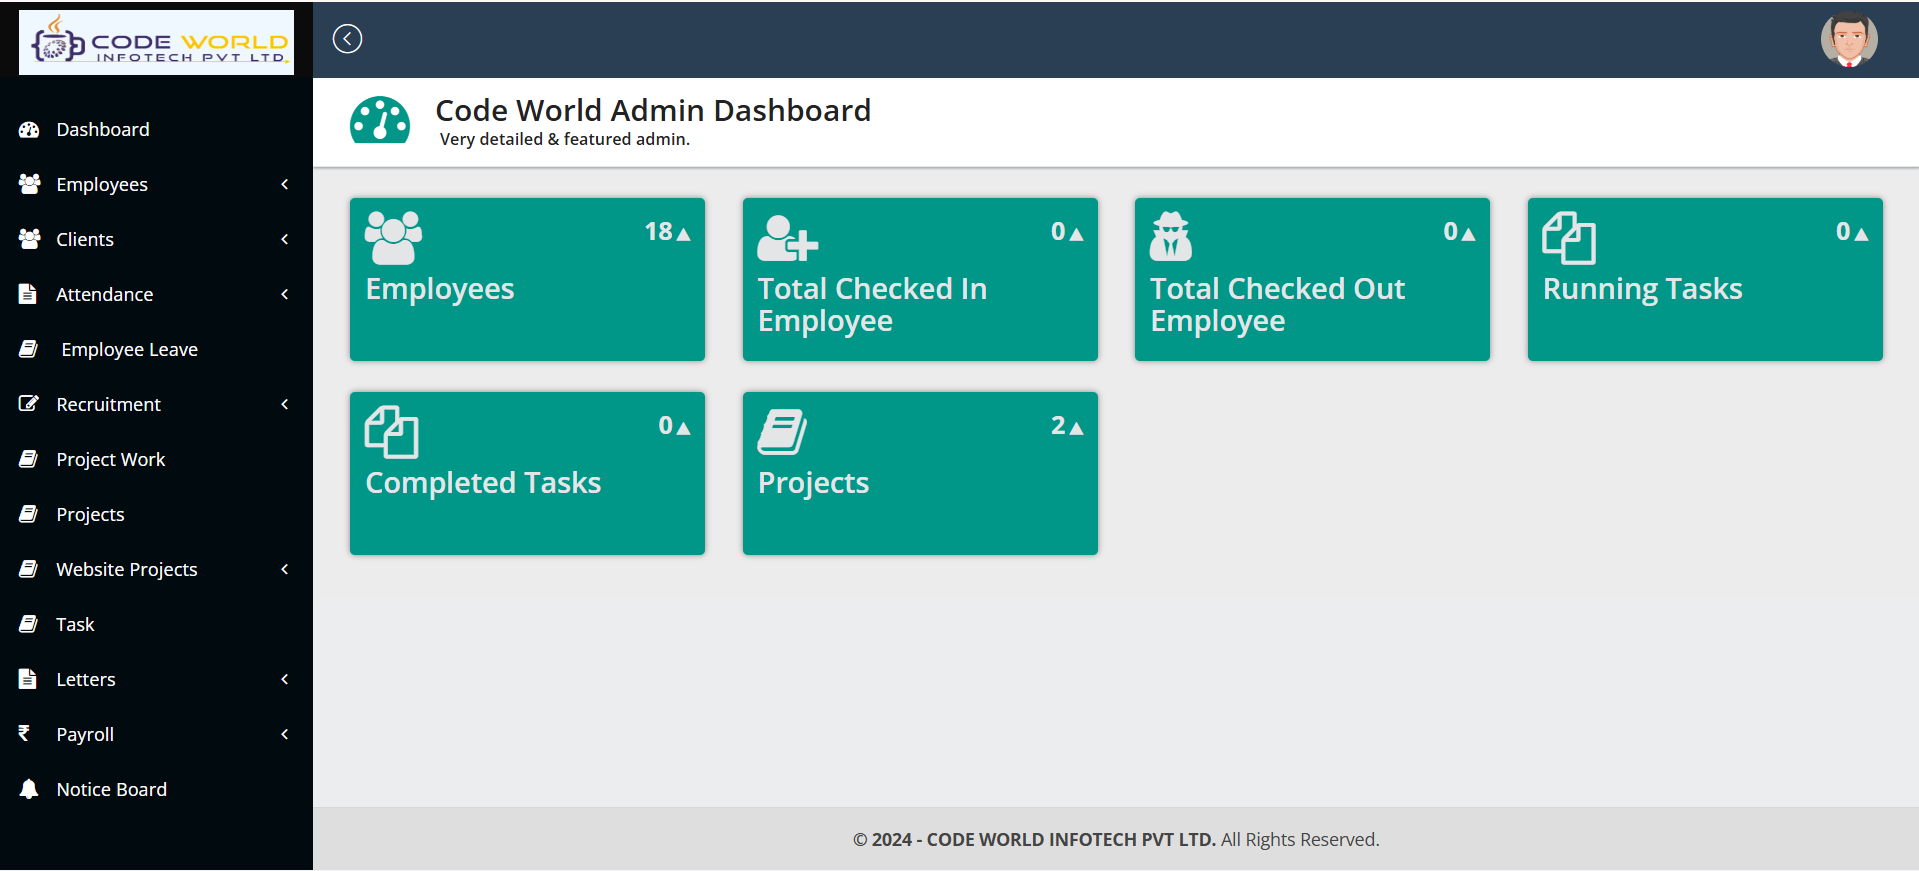 CODE WORLD
INFOTECH PVT LTD.
Dashboard
Employees
Clients
Attendance
Employee Leave
Recruitment
Project Work
Projects
Website Projects
Task
Letters
₹ Payroll
Notice Board
Code World Admin Dashboard
Very detailed & featured admin.
18
Employees
0
Total Checked In
Employee
0
Total Checked Out
Employee
0
Running Tasks
0
Completed Tasks
2
Projects
© 2024 - CODE WORLD INFOTECH PVT LTD. All Rights Reserved.